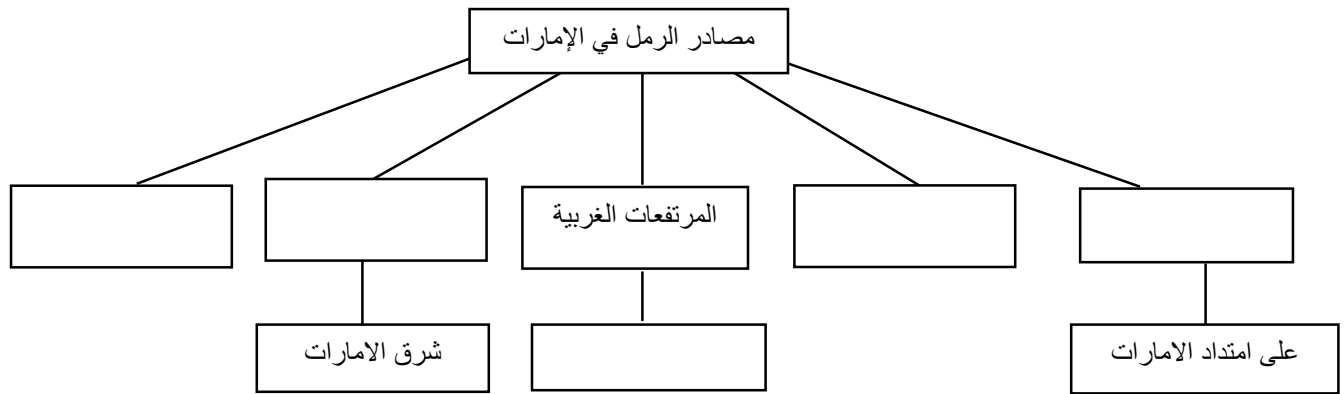 مصادر الرمل في الإمارات
المرتفعات الغربية
على امتداد الامارات
شرق الامارات